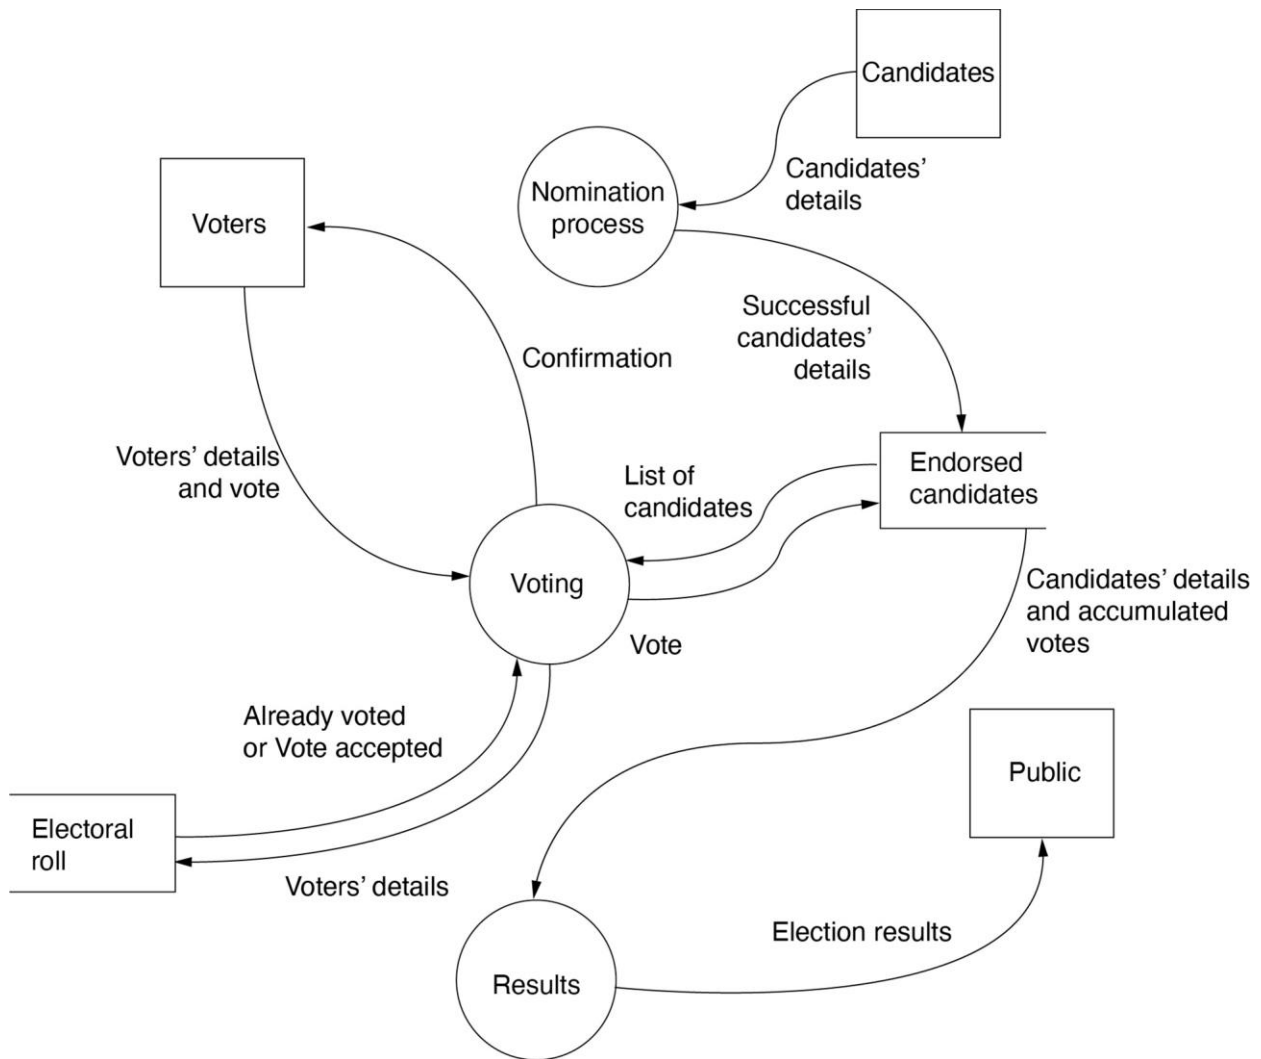 Candidates
Candidates’
details
Nomination
process
Voters
Successful
candidates’
details
Confirmation
Voters’ details
and vote
List of
candidates
Endorsed
candidates
Voting
Vote
Candidates’ details
and accumulated
votes
Already voted
or Vote accepted
Public
Electoral
roll
Voters’ details
Election results
Results